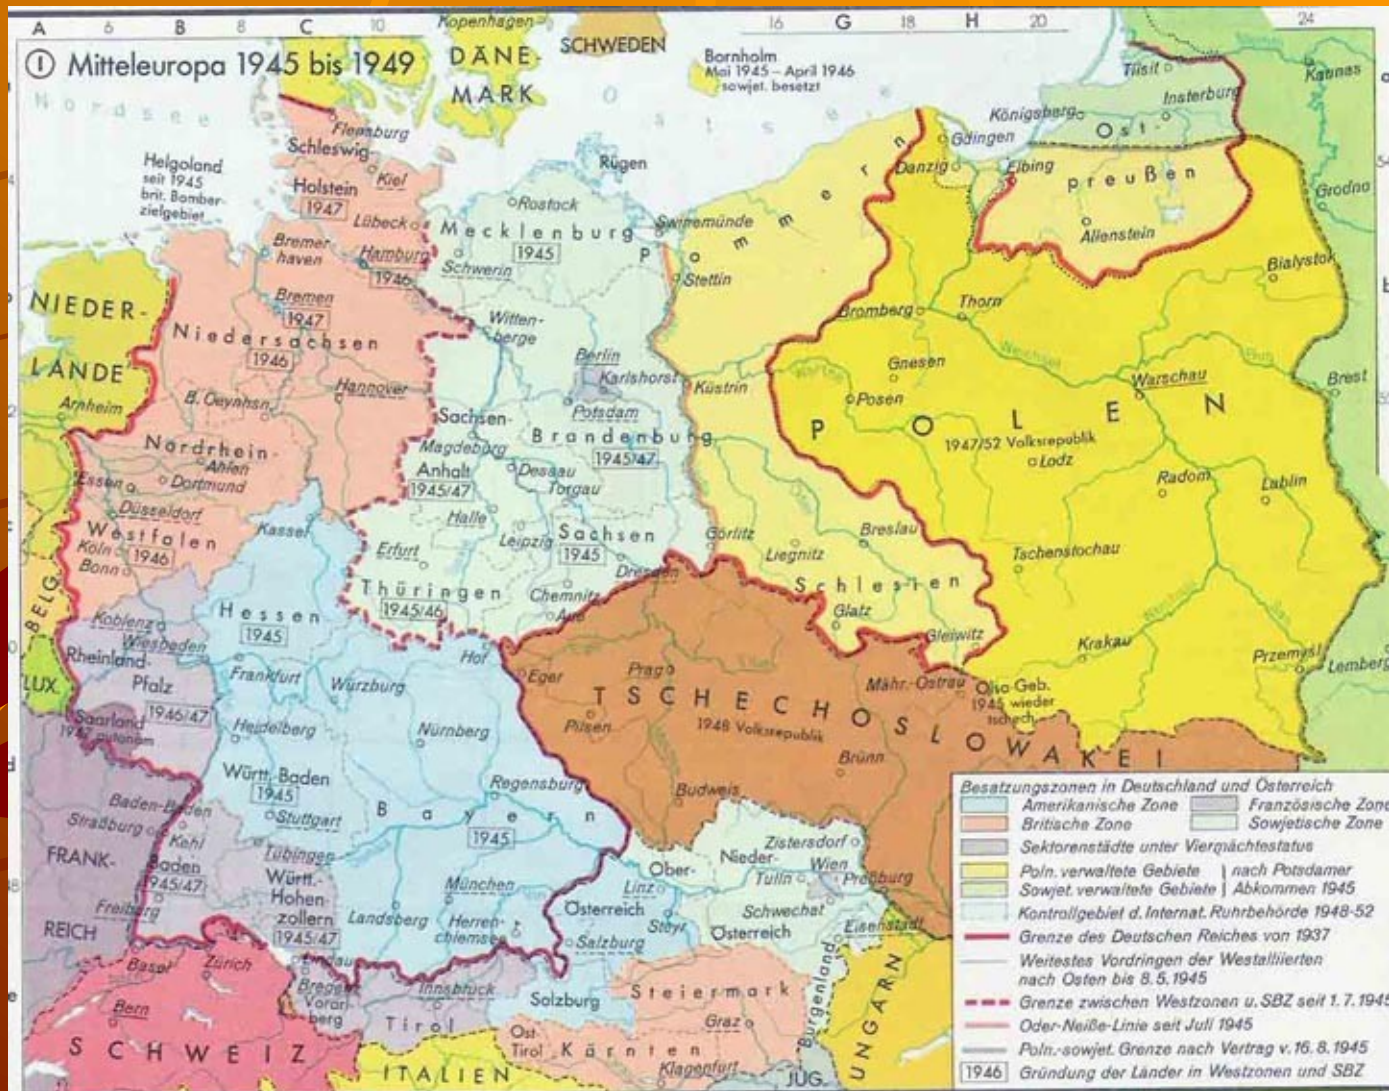 A 6 B 8 C 10 16 G 18 H 20 24
Kopenhagen
DÄNE-
MARK
SCHWEDEN
I Mitteleuropa 1945 bis 1949
Bornholm
Mai 1945 – April 1946
sowjet. besetzt
Nordsee
Ostsee
Helgoland
seit 1945
brit. Bomber-
zielgebiet
Flensburg
Schleswig-
Kiel
Holstein
1947
Lübeck
Rügen
Rostock
Mecklenburg
1945
Schwerin
Swinemünde
Pommern
Stettin
Tilsit
Kaunas
Königsberg
Insterburg
Ost-
preußen
Gdingen
Danzig
Elbing
Allenstein
Grodno
Bialystok
Bremer
haven
Hamburg
1946
Bremen
1947
Niedersachsen
1946
Hannover
B. Oeynhsn
NIEDER-
LANDE
Arnheim
Witten-
berge
Berlin
Karlshorst
Potsdam
Küstrin
Brandenburg
1945/47
Sachsen-
Magdeburg
Anhalt
1945/47
Dessau
Torgau
Halle
Leipzig
Sachsen
1945
Dresden
Chemnitz
Aue
Görlitz
Erfurt
Thüringen
1945/46
Bromberg
Thorn
Weichsel
Gnesen
Warthe
Posen
Warschau
Bug
Brest
POLEN
1947/52 Volksrepublik
Lodz
Radom
Lublin
Breslau
Liegnitz
Tschenstochau
Schlesien
Glatz
Gleiwitz
Krakau
Przemysl
Lemberg
Nordrhein-
Ahlen
Essen
Dortmund
Düsseldorf
Westfalen
Köln
1946
Bonn
BELG.
LUX.
Kassel
Hessen
1945
Koblenz
Wiesbaden
Rheinland-
Pfalz
1946/47
Saarland
1947 autonom
Frankfurt
Würzburg
Hof
Heidelberg
Nürnberg
Württ.-Baden
1945
Stuttgart
Regensburg
Bayern
1945
München
Landsberg
Herren-
chiemsee
Eger
Prag
Pilsen
TSCHECHOSLOWAKEI
1948 Volksrepublik
Mähr.-Ostrau
Olsa-Geb.
1945 wieder
tschech.
Brünn
Budweis
Baden-Baden
Straßburg
Kehl
FRANK-
REICH
Baden
1945/47
Freiburg
Tübingen
Württ.-
Hohen-
zollern
1945/47
Lindau
Basel
Zürich
Bern
SCHWEIZ
Bregenz
Vorarl-
berg
Innsbruck
Tirol
Ober-
Österreich
Linz
Steyr
Salzburg
Salzburg
Nieder-
Österreich
Zistersdorf
Wien
Tulln
Preßburg
Schwechat
Eisenstadt
Burgenland
UNGARN
Steiermark
Graz
Ost-
Tirol
Kärnten
Klagenfurt
ITALIEN
JUG.
Besatzungszonen in Deutschland und Österreich
Amerikanische Zone Französische Zone
Britische Zone Sowjetische Zone
Sektorenstädte unter Viermächtestatus
Poln. verwaltete Gebiete nach Potsdamer
Sowjet. verwaltete Gebiete Abkommen 1945
Kontrollgebiet d. Internat. Ruhrbehörde 1948-52
Grenze des Deutschen Reiches von 1937
Weitestes Vordringen der Westalliierten
nach Osten bis 8.5.1945
Grenze zwischen Westzonen u. SBZ seit 1.7.1945
Oder-Neiße-Linie seit Juli 1945
Poln.-sowjet. Grenze nach Vertrag v. 16.8.1945
1946 Gründung der Länder in Westzonen und SBZ